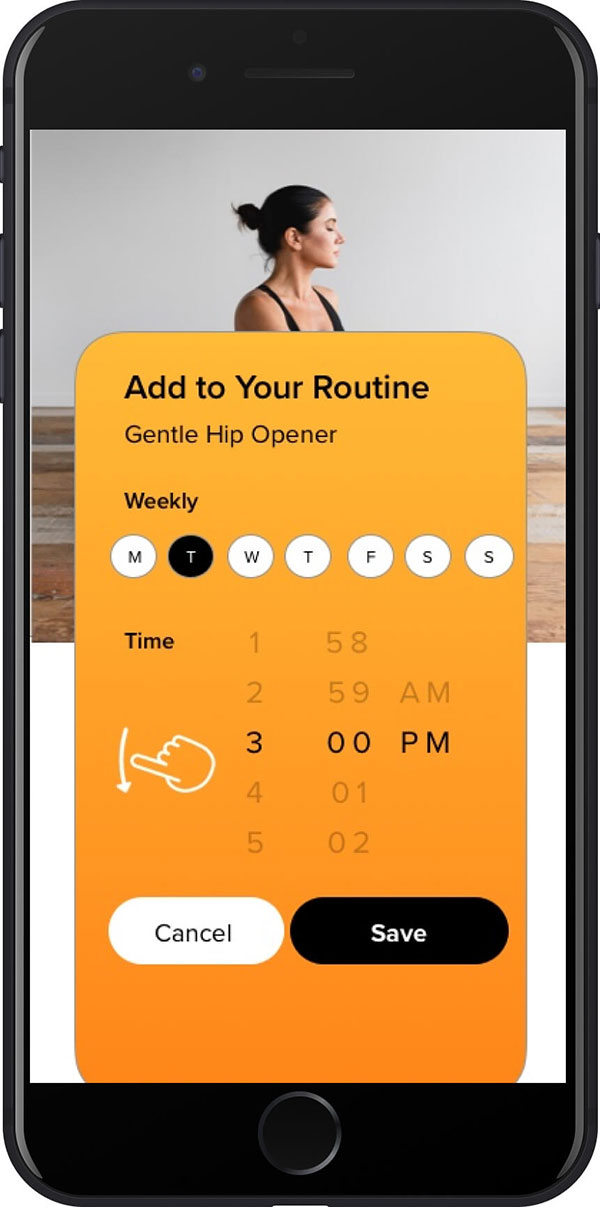 Add to Your Routine
Gentle Hip Opener
Weekly
M T W T F S S
Time 1 58
2 59 AM
3 00 PM
4 01
5 02
Cancel Save